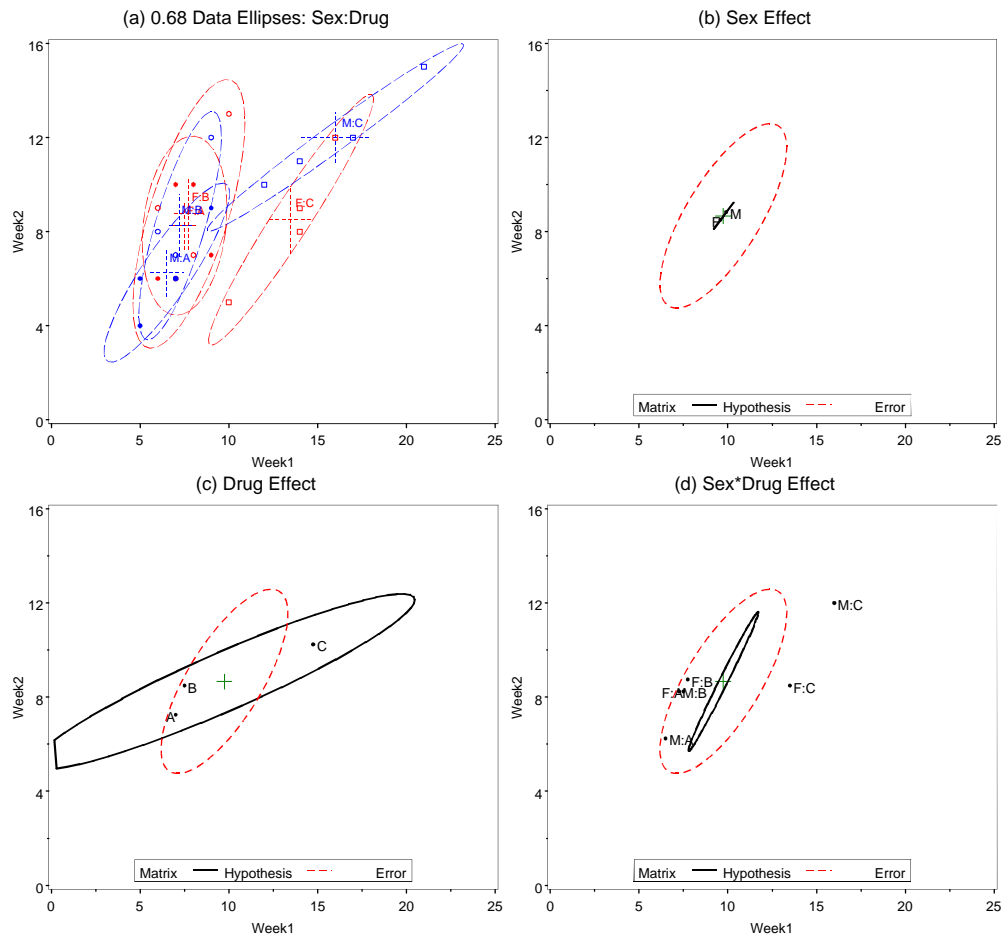 (a) 0.68 Data Ellipses: Sex:Drug
Week2
16
12
8
4
0
M:C
F:B
F:C
M:A
0 5 10 15 20 25
Week1
(b) Sex Effect
Week2
16
12
8
4
0
F M
Matrix Hypothesis Error
0 5 10 15 20 25
Week1
(c) Drug Effect
Week2
16
12
8
4
0
C
B
A
Matrix Hypothesis Error
0 5 10 15 20 25
Week1
(d) Sex*Drug Effect
Week2
16
12
8
4
0
M:C
F:B
F:A M:B
F:C
M:A
Matrix Hypothesis Error
0 5 10 15 20 25
Week1